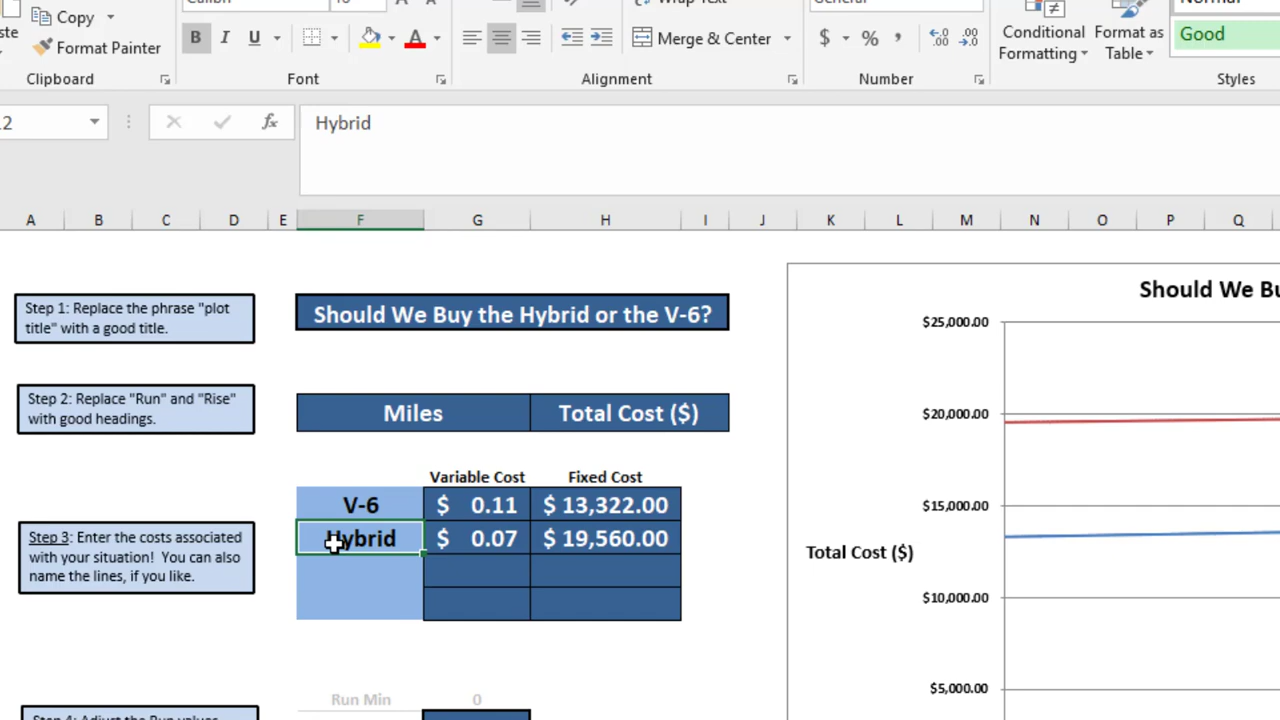 Copy
Format Painter
Clipboard
B I U
Font
Merge & Center
Alignment
$ % ,
Number
Conditional
Formatting
Format as
Table
Good
Styles
fx
Hybrid
A B C D E F G H I J K L M N O P Q
Step 1: Replace the phrase "plot
title" with a good title.
Should We Buy the Hybrid or the V-6?
Step 2: Replace "Run" and "Rise"
with good headings.
Miles Total Cost ($)
Variable Cost Fixed Cost
V-6 $ 0.11 $ 13,322.00
Hybrid $ 0.07 $ 19,560.00
Step 3: Enter the costs associated
with your situation! You can also
name the lines, if you like.
Run Min 0
Should We Bu
$25,000.00
$20,000.00
$15,000.00
Total Cost ($)
$10,000.00
$5,000.00